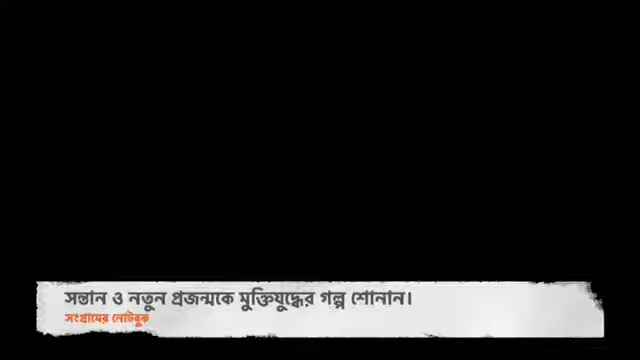 সন্তান ও নতুন প্রজন্মকে মুক্তিযুদ্ধের গল্প শোনান।
সংগ্রামের নোটবুক